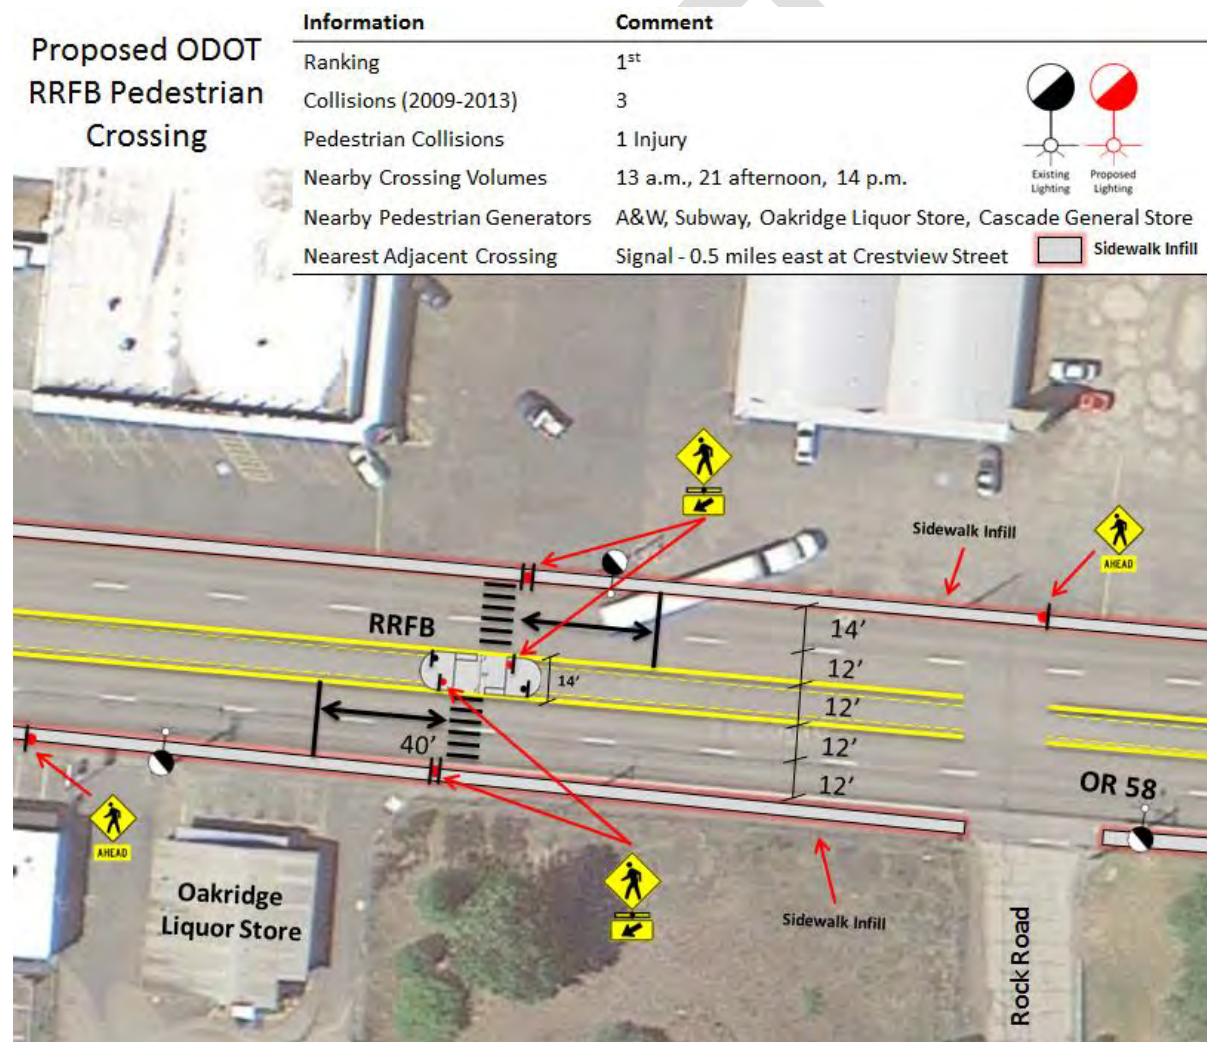 Proposed ODOT
RRFB Pedestrian
Crossing
Information Comment
Ranking 1st
Collisions (2009-2013) 3
Pedestrian Collisions 1 Injury
Nearby Crossing Volumes 13 a.m., 21 afternoon, 14 p.m.
Nearby Pedestrian Generators A&W, Subway, Oakridge Liquor Store, Cascade General Store
Nearest Adjacent Crossing Signal - 0.5 miles east at Crestview Street
Existing
Lighting
Proposed
Lighting
Sidewalk Infill
Sidewalk Infill
AHEAD
RRFB
14'
14'
12'
12'
12'
12'
40'
OR 58
AHEAD
Oakridge
Liquor Store
Sidewalk Infill
Rock Road